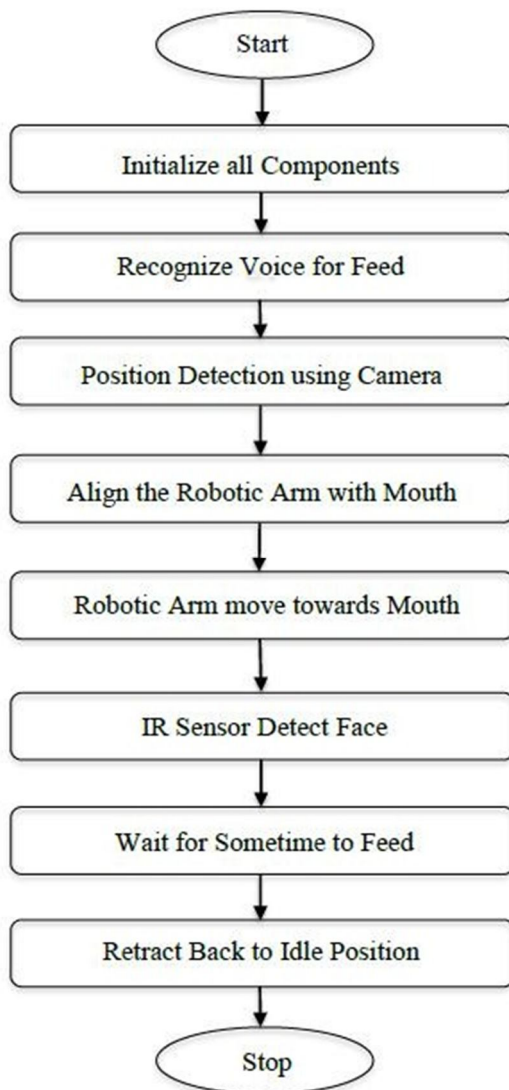 Start
Initialize all Components
Recognize Voice for Feed
Position Detection using Camera
Align the Robotic Arm with Mouth
Robotic Arm move towards Mouth
IR Sensor Detect Face
Wait for Sometime to Feed
Retract Back to Idle Position
Stop